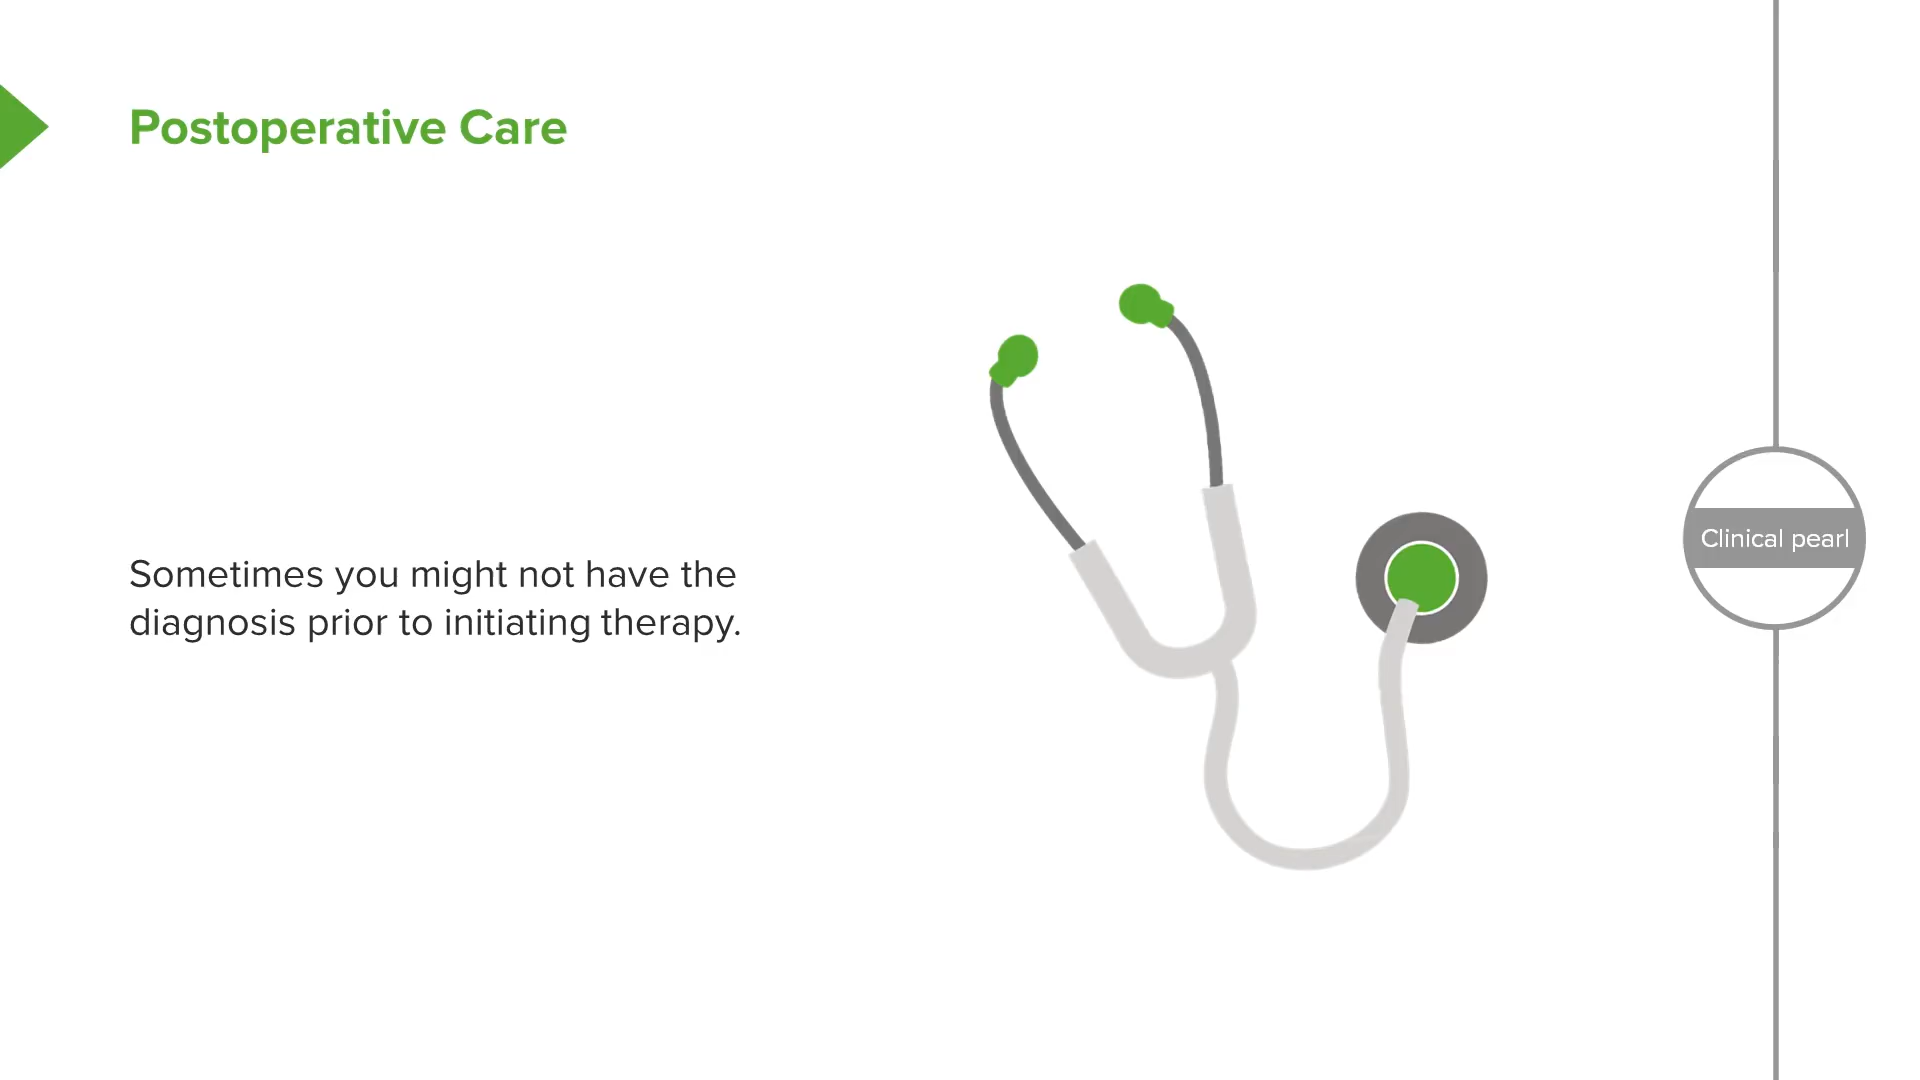 Postoperative Care
Sometimes you might not have the
diagnosis prior to initiating therapy.
Clinical pearl